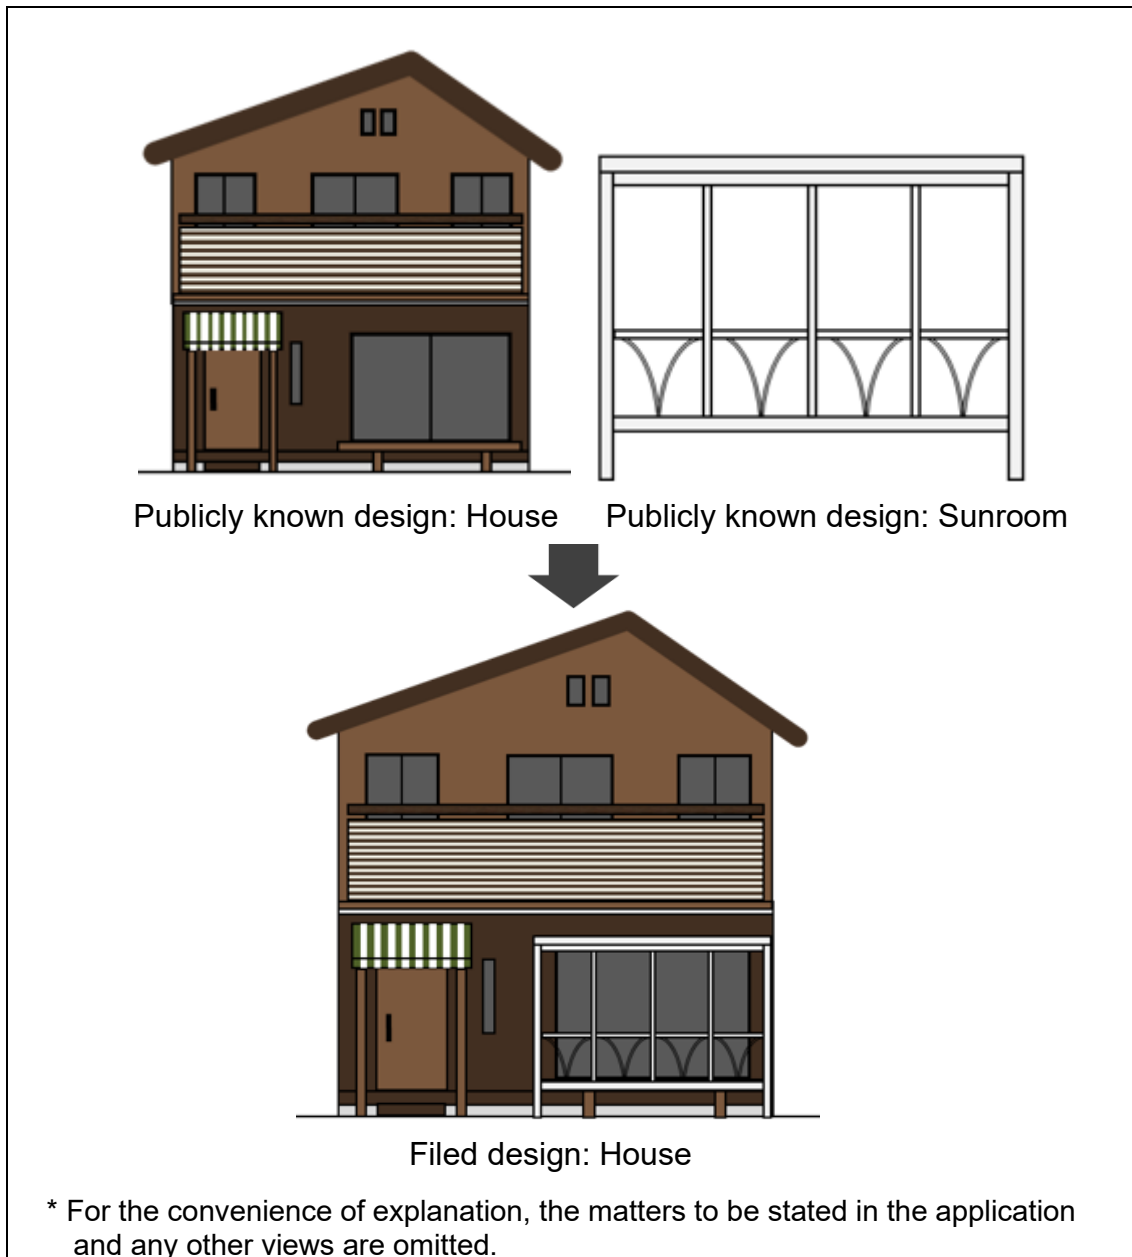 Publicly known design: House
Publicly known design: Sunroom
Filed design: House
* For the convenience of explanation, the matters to be stated in the application
and any other views are omitted.